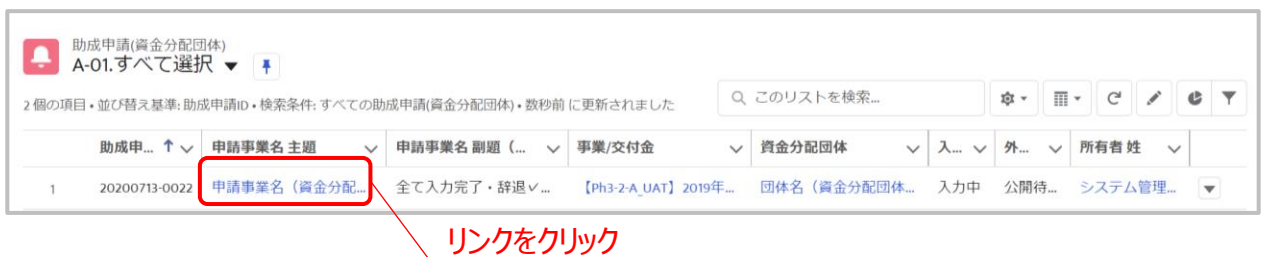 助成申請(資金分配団体)
A-01.すべて選択
2 個の項目 • 並び替え基準: 助成申請ID • 検索条件: すべての助成申請(資金分配団体) • 数秒前 に更新されました
このリストを検索...
助成申... ↑ 申請事業名 主題 申請事業名 副題（... 事業/交付金 資金分配団体 入... 外... 所有者 姓
1 20200713-0022 申請事業名（資金分配... 全て入力完了・辞退✓... 【Ph3-2-A_UAT】2019年... 団体名（資金分配団体... 入力中 公開待... システム管理...
リンクをクリック